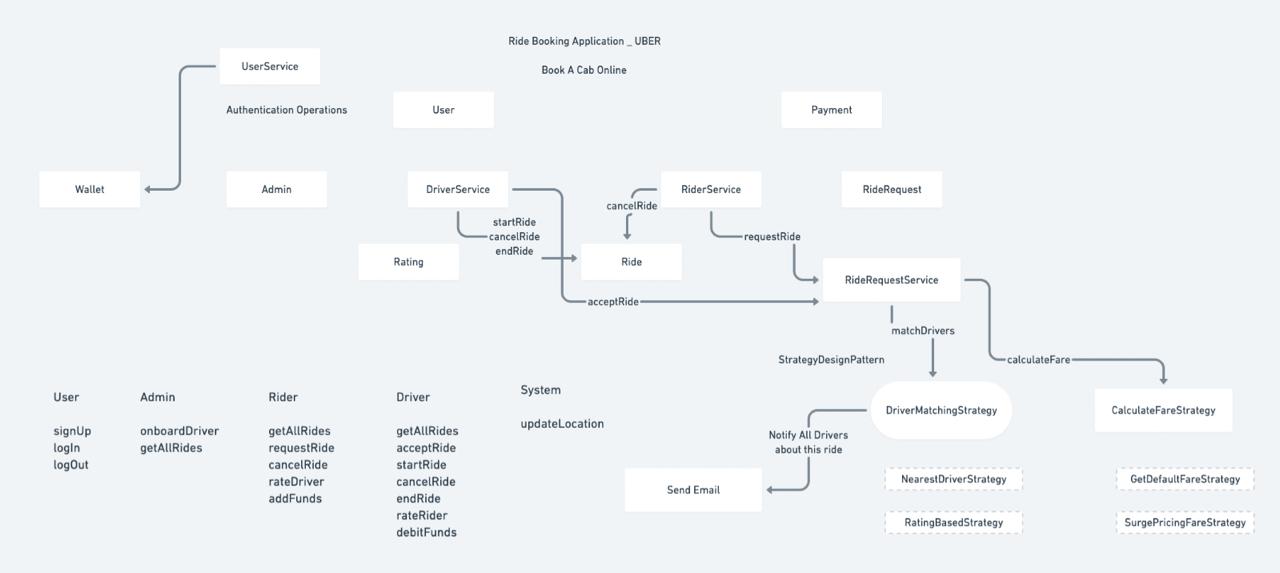 Ride Booking Application _ UBER
Book A Cab Online
UserService
Authentication Operations
User
Payment
Wallet
Admin
DriverService
RiderService
RideRequest
cancelRide
startRide
cancelRide
endRide
requestRide
Rating
Ride
RideRequestService
acceptRide
matchDrivers
StrategyDesignPattern
calculateFare
DriverMatchingStrategy
CalculateFareStrategy
Notify All Drivers
about this ride
Send Email
NearestDriverStrategy
RatingBasedStrategy
GetDefaultFareStrategy
SurgePricingFareStrategy
User
signUp
logIn
logOut
Admin
onboardDriver
getAllRides
Rider
getAllRides
requestRide
cancelRide
rateDriver
addFunds
Driver
getAllRides
acceptRide
startRide
cancelRide
endRide
rateRider
debitFunds
System
updateLocation